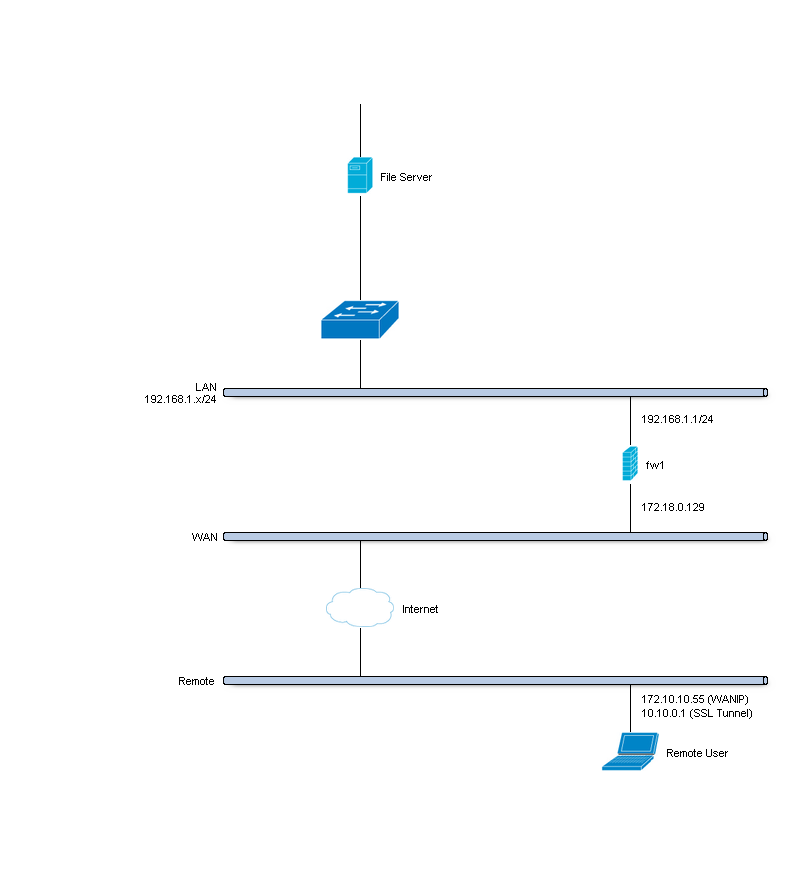 File Server
LAN
192.168.1.x/24
192.168.1.1/24
fw1
172.18.0.129
WAN
Internet
Remote
172.10.10.55 (WANIP)
10.10.0.1 (SSL Tunnel)
Remote User